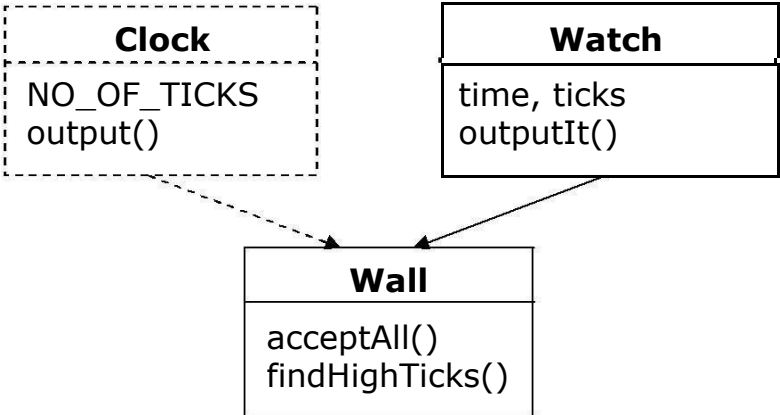 Clock
NO_OF_TICKS
output()
Watch
time, ticks
outputIt()
Wall
acceptAll()
findHighTicks()